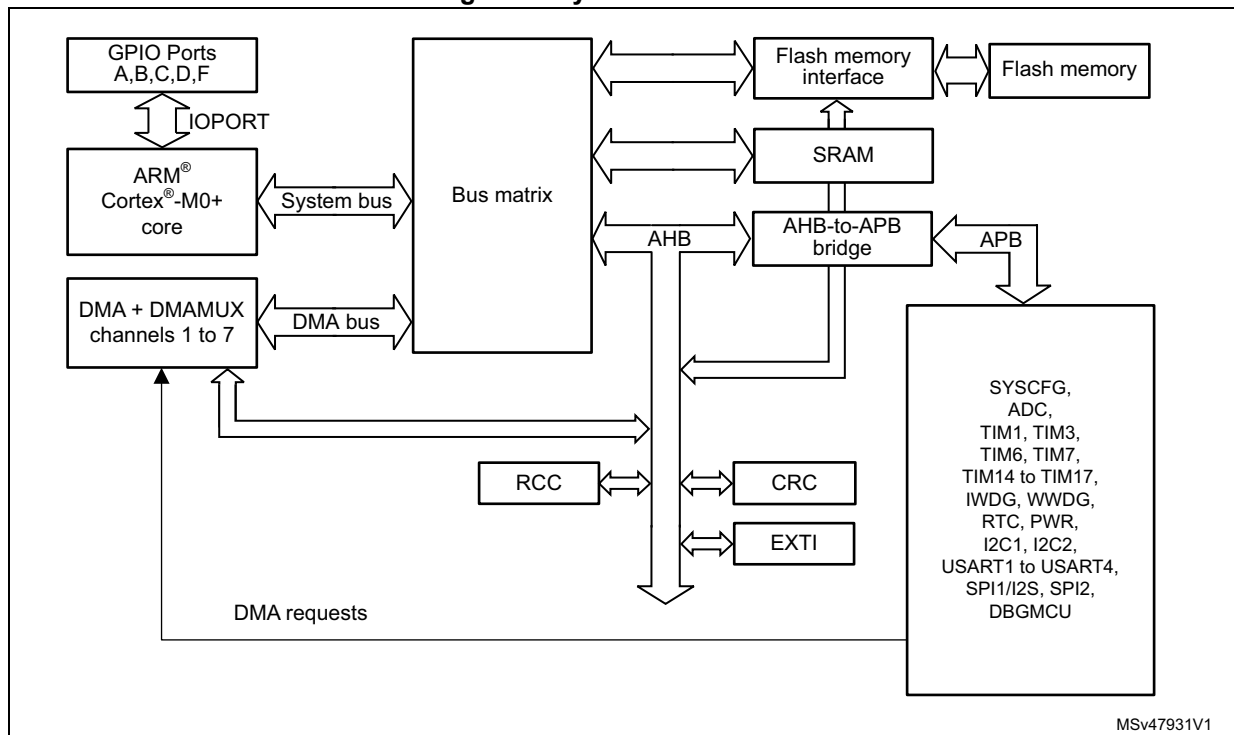 GPIO Ports
A,B,C,D,F
IOPORT
ARM®
Cortex®-M0+
core
System bus
DMA + DMAMUX
channels 1 to 7
DMA bus
Bus matrix
Flash memory
interface
Flash memory
SRAM
AHB
AHB-to-APB
bridge
APB
RCC
CRC
EXTI
SYSCFG,
ADC,
TIM1, TIM3,
TIM6, TIM7,
TIM14 to TIM17,
IWDG, WWDG,
RTC, PWR,
I2C1, I2C2,
USART1 to USART4,
SPI1/I2S, SPI2,
DBGMCU
DMA requests
MSv47931V1